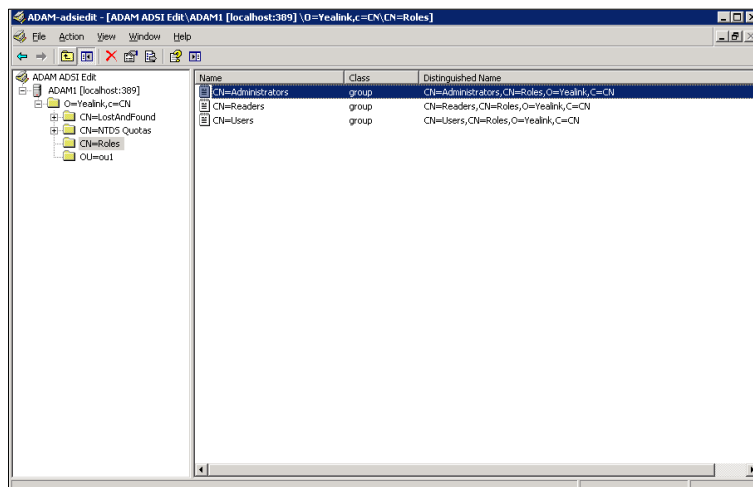 ADAM-adsiedit - [ADAM ADSI Edit\ADAM1 [localhost:389] \O=Yealink,c=CN\CN=Roles]
File Action View Window Help
ADAM ADSI Edit
ADAM1 [localhost:389]
O=Yealink,c=CN
CN=LostAndFound
CN=NTDS Quotas
CN=Roles
OU=ou1
Name Class Distinguished Name
CN=Administrators group CN=Administrators,CN=Roles,O=Yealink,C=CN
CN=Readers group CN=Readers,CN=Roles,O=Yealink,C=CN
CN=Users group CN=Users,CN=Roles,O=Yealink,C=CN